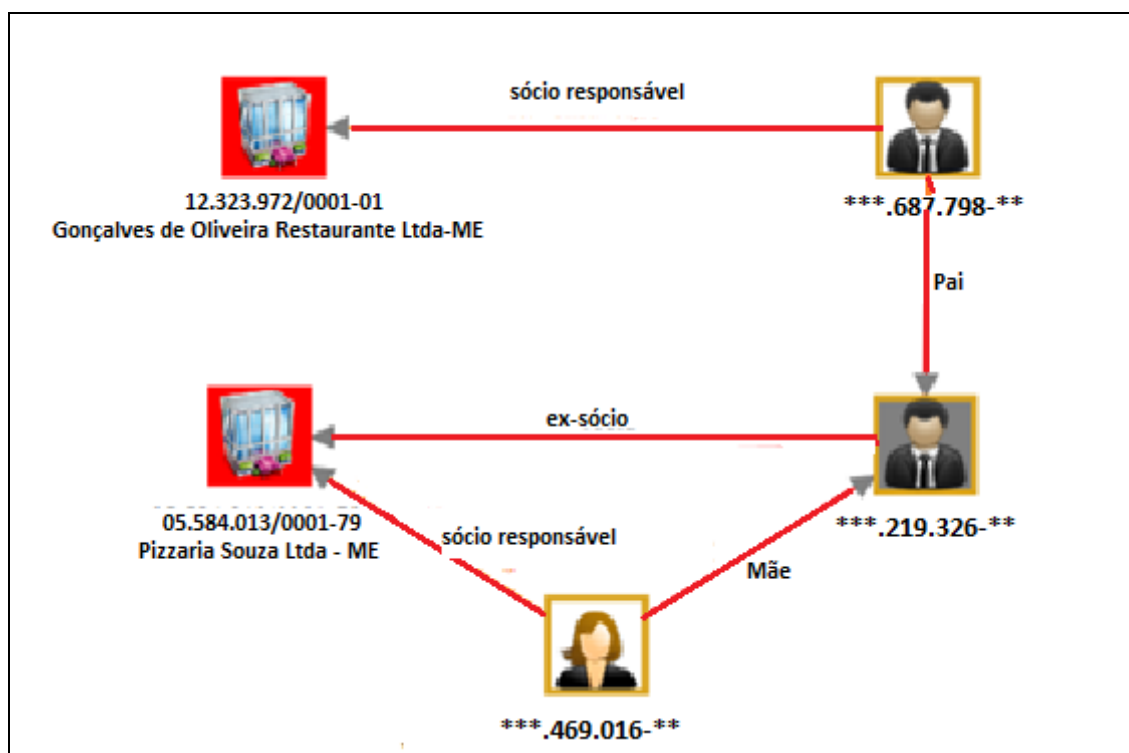 sócio responsável
12.323.972/0001-01
Gonçalves de Oliveira Restaurante Ltda-ME
***.687.798-**
Pai
ex-sócio
05.584.013/0001-79
Pizzaria Souza Ltda - ME
***.219.326-**
sócio responsável
Mãe
***.469.016-**